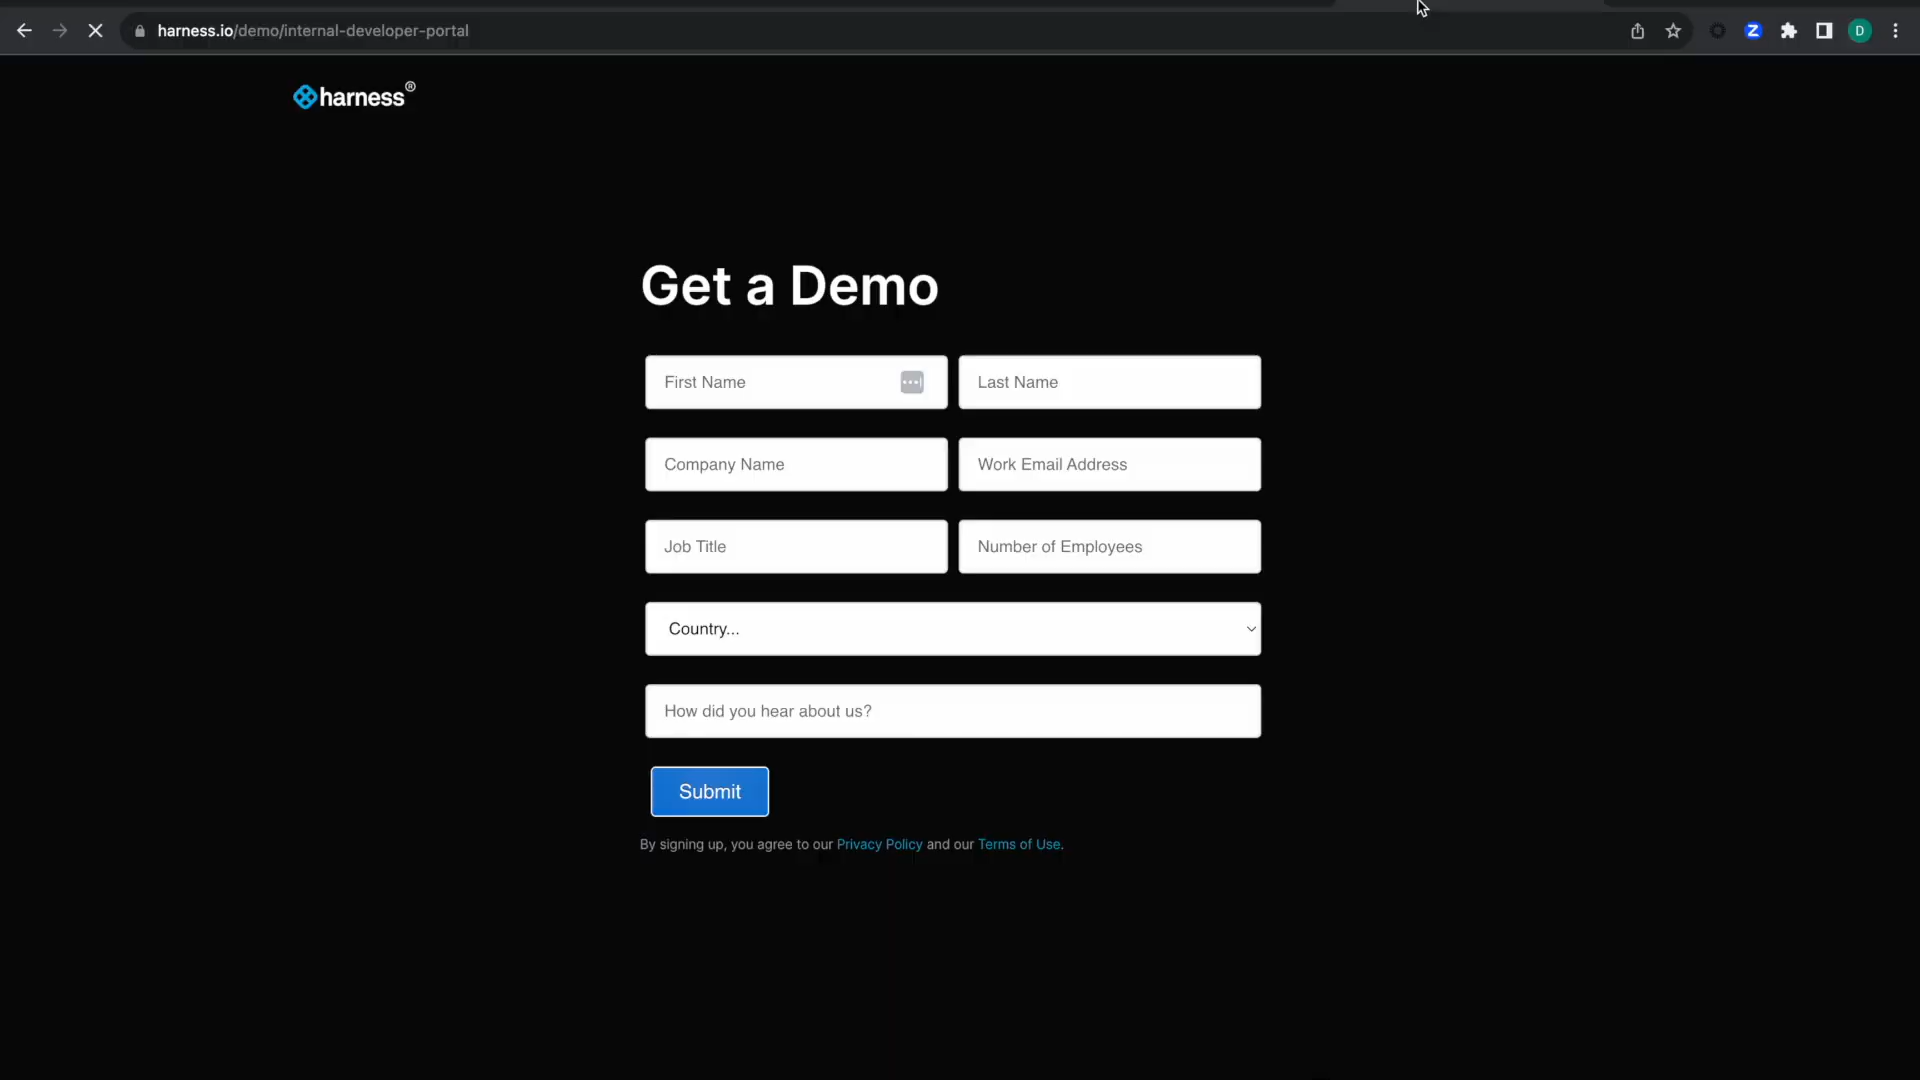 harness.io/demo/internal-developer-portal
Z
D
harness®
Get a Demo
First Name
Last Name
Company Name
Work Email Address
Job Title
Number of Employees
Country...
How did you hear about us?
Submit
By signing up, you agree to our Privacy Policy and our Terms of Use.